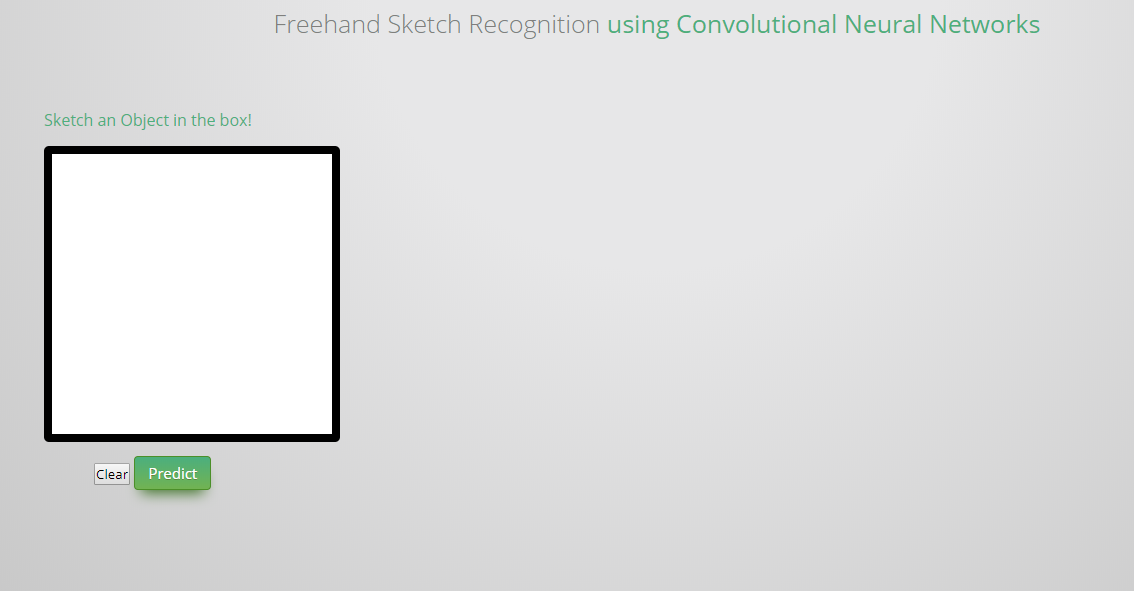 Freehand Sketch Recognition using Convolutional Neural Networks
Sketch an Object in the box!
Clear Predict